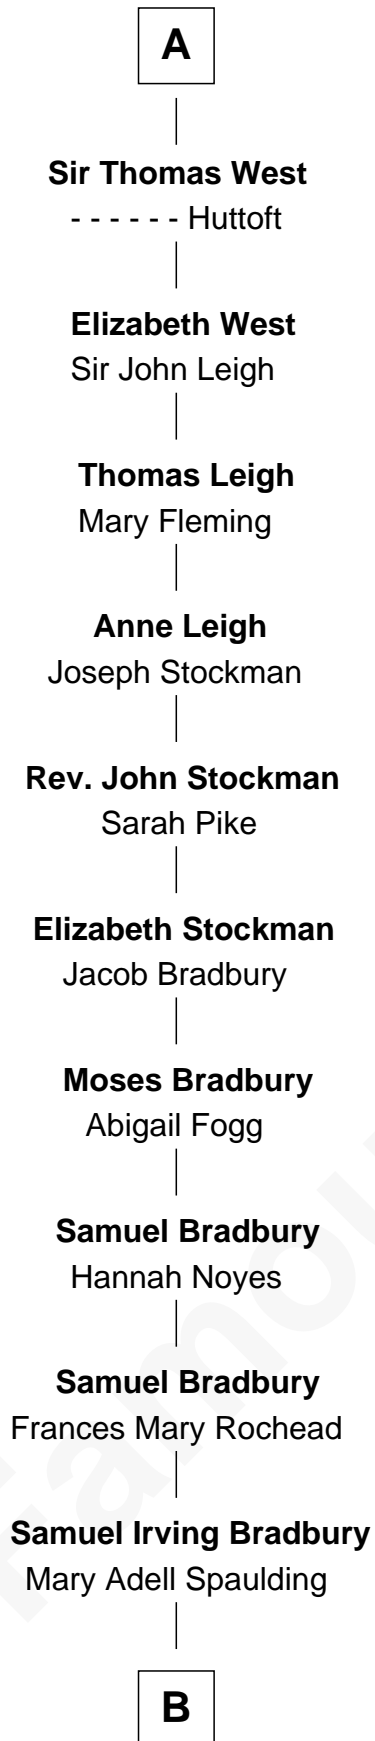 A
Sir Thomas West
- - - - - - Huttoft
Elizabeth West
Sir John Leigh
Thomas Leigh
Mary Fleming
Anne Leigh
Joseph Stockman
Rev. John Stockman
Sarah Pike
Elizabeth Stockman
Jacob Bradbury
Moses Bradbury
Abigail Fogg
Samuel Bradbury
Hannah Noyes
Samuel Bradbury
Frances Mary Rochead
Samuel Irving Bradbury
Mary Adell Spaulding
B
Famou